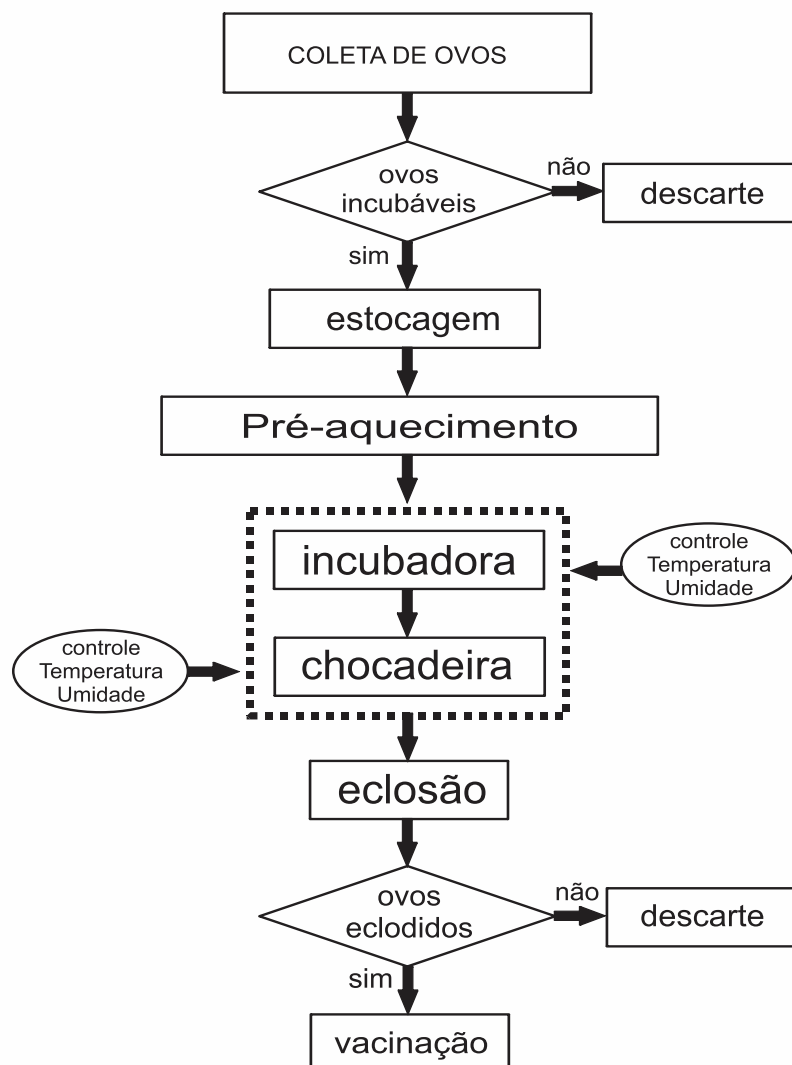 COLETA DE OVOS
ovos
incubáveis
não
descarte
sim
estocagem
Pré-aquecimento
incubadora
controle
Temperatura
Umidade
chocadeira
controle
Temperatura
Umidade
eclosão
ovos
eclodidos
não
descarte
sim
vacinação